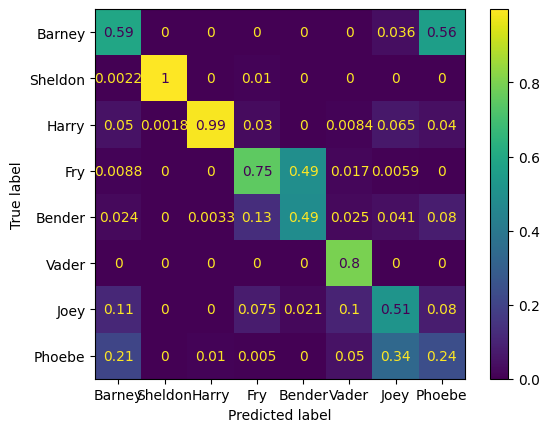 True label
Barney 0.59 0 0 0 0 0 0.036 0.56
Sheldon 0.0022 1 0 0.01 0 0 0 0
Harry 0.05 0.0018 0.99 0.03 0 0.0084 0.065 0.04
Fry 0.0088 0 0 0.75 0.49 0.017 0.0059 0
Bender 0.024 0 0.0033 0.13 0.49 0.025 0.041 0.08
Vader 0 0 0 0 0 0.8 0 0
Joey 0.11 0 0 0.075 0.021 0.1 0.51 0.08
Phoebe 0.21 0 0.01 0.005 0 0.05 0.34 0.24
Barney Sheldon Harry Fry Bender Vader Joey Phoebe
Predicted label
0.8
0.6
0.4
0.2
0.0